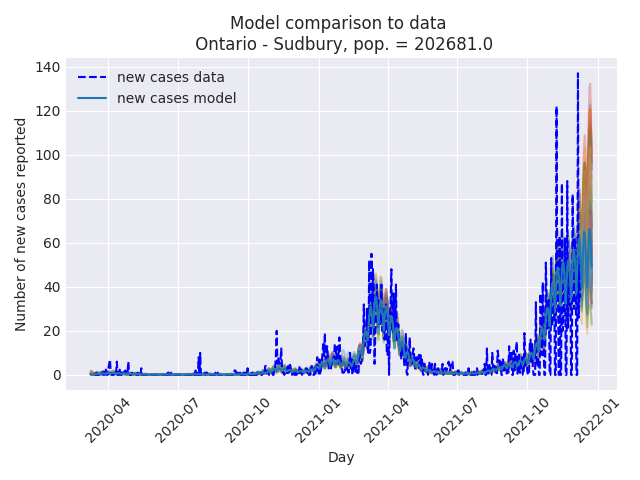 Model comparison to data
Ontario - Sudbury, pop. = 202681.0
new cases data
new cases model
Number of new cases reported
140
120
100
80
60
40
20
0
2020-04
2020-07
2020-10
2021-01
2021-04
2021-07
2021-10
2022-01
Day